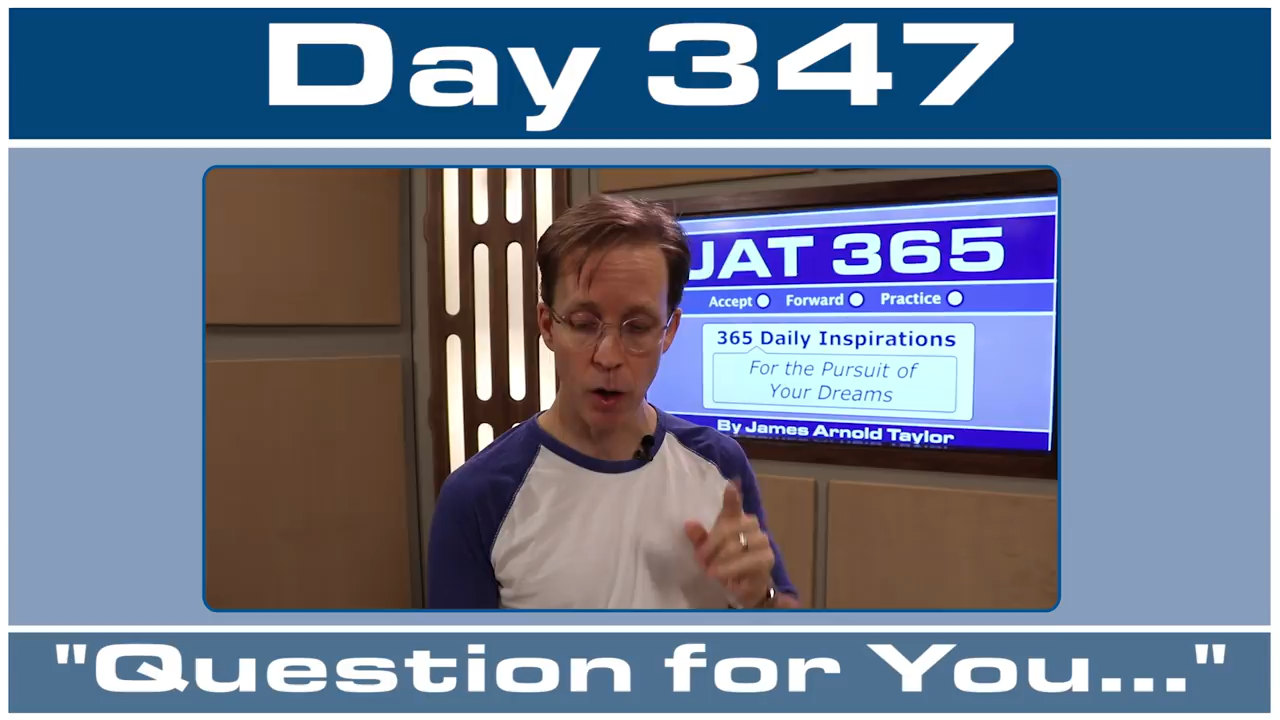 Day 347
JAT 365
Accept Forward Practice
365 Daily Inspirations
For the Pursuit of
Your Dreams
By James Arnold Taylor
"Question for You..."